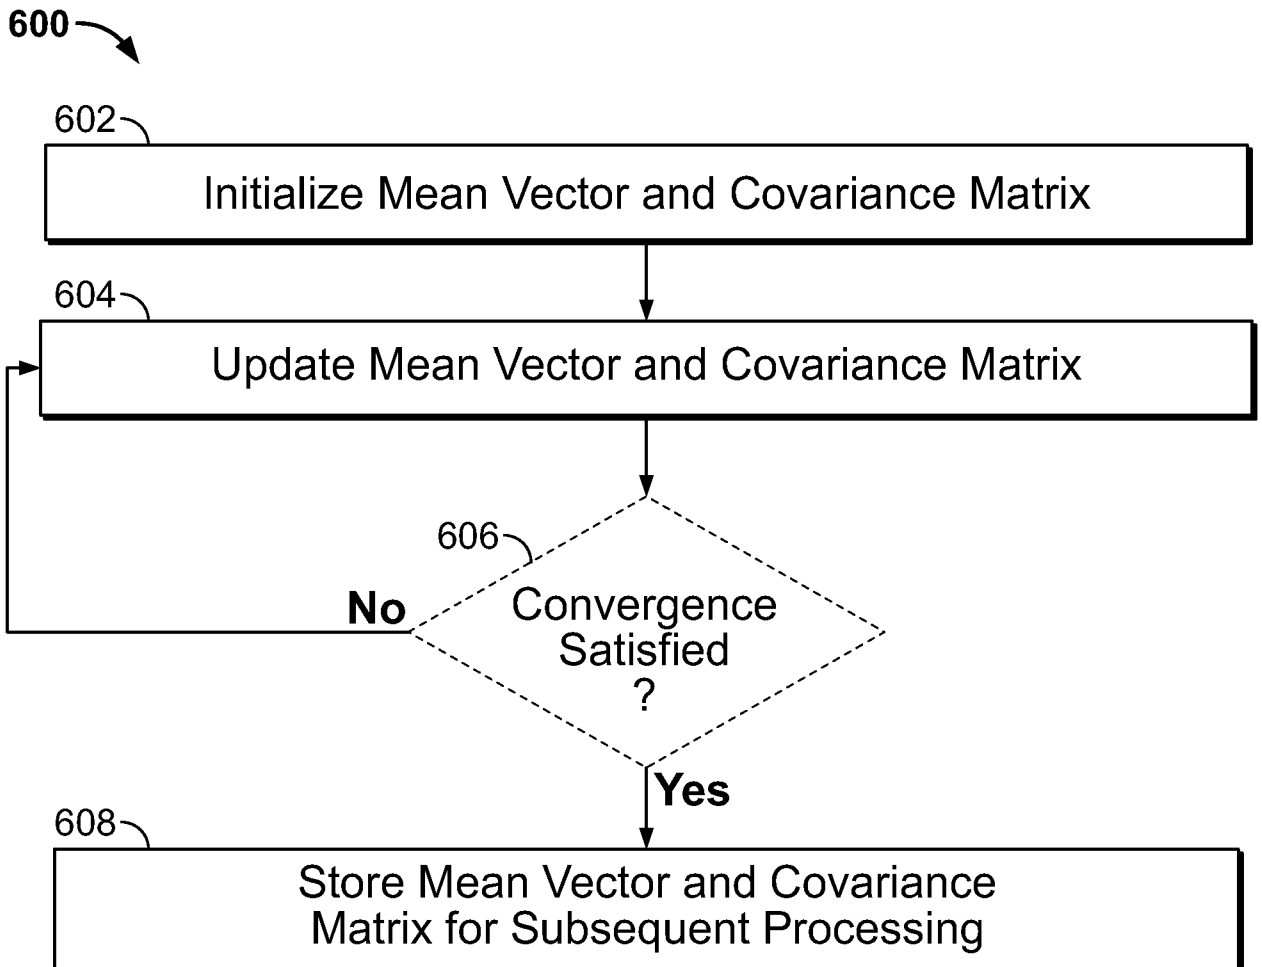 600
602
Initialize Mean Vector and Covariance Matrix
604
Update Mean Vector and Covariance Matrix
606
Convergence
Satisfied
?
No
Yes
608
Store Mean Vector and Covariance
Matrix for Subsequent Processing